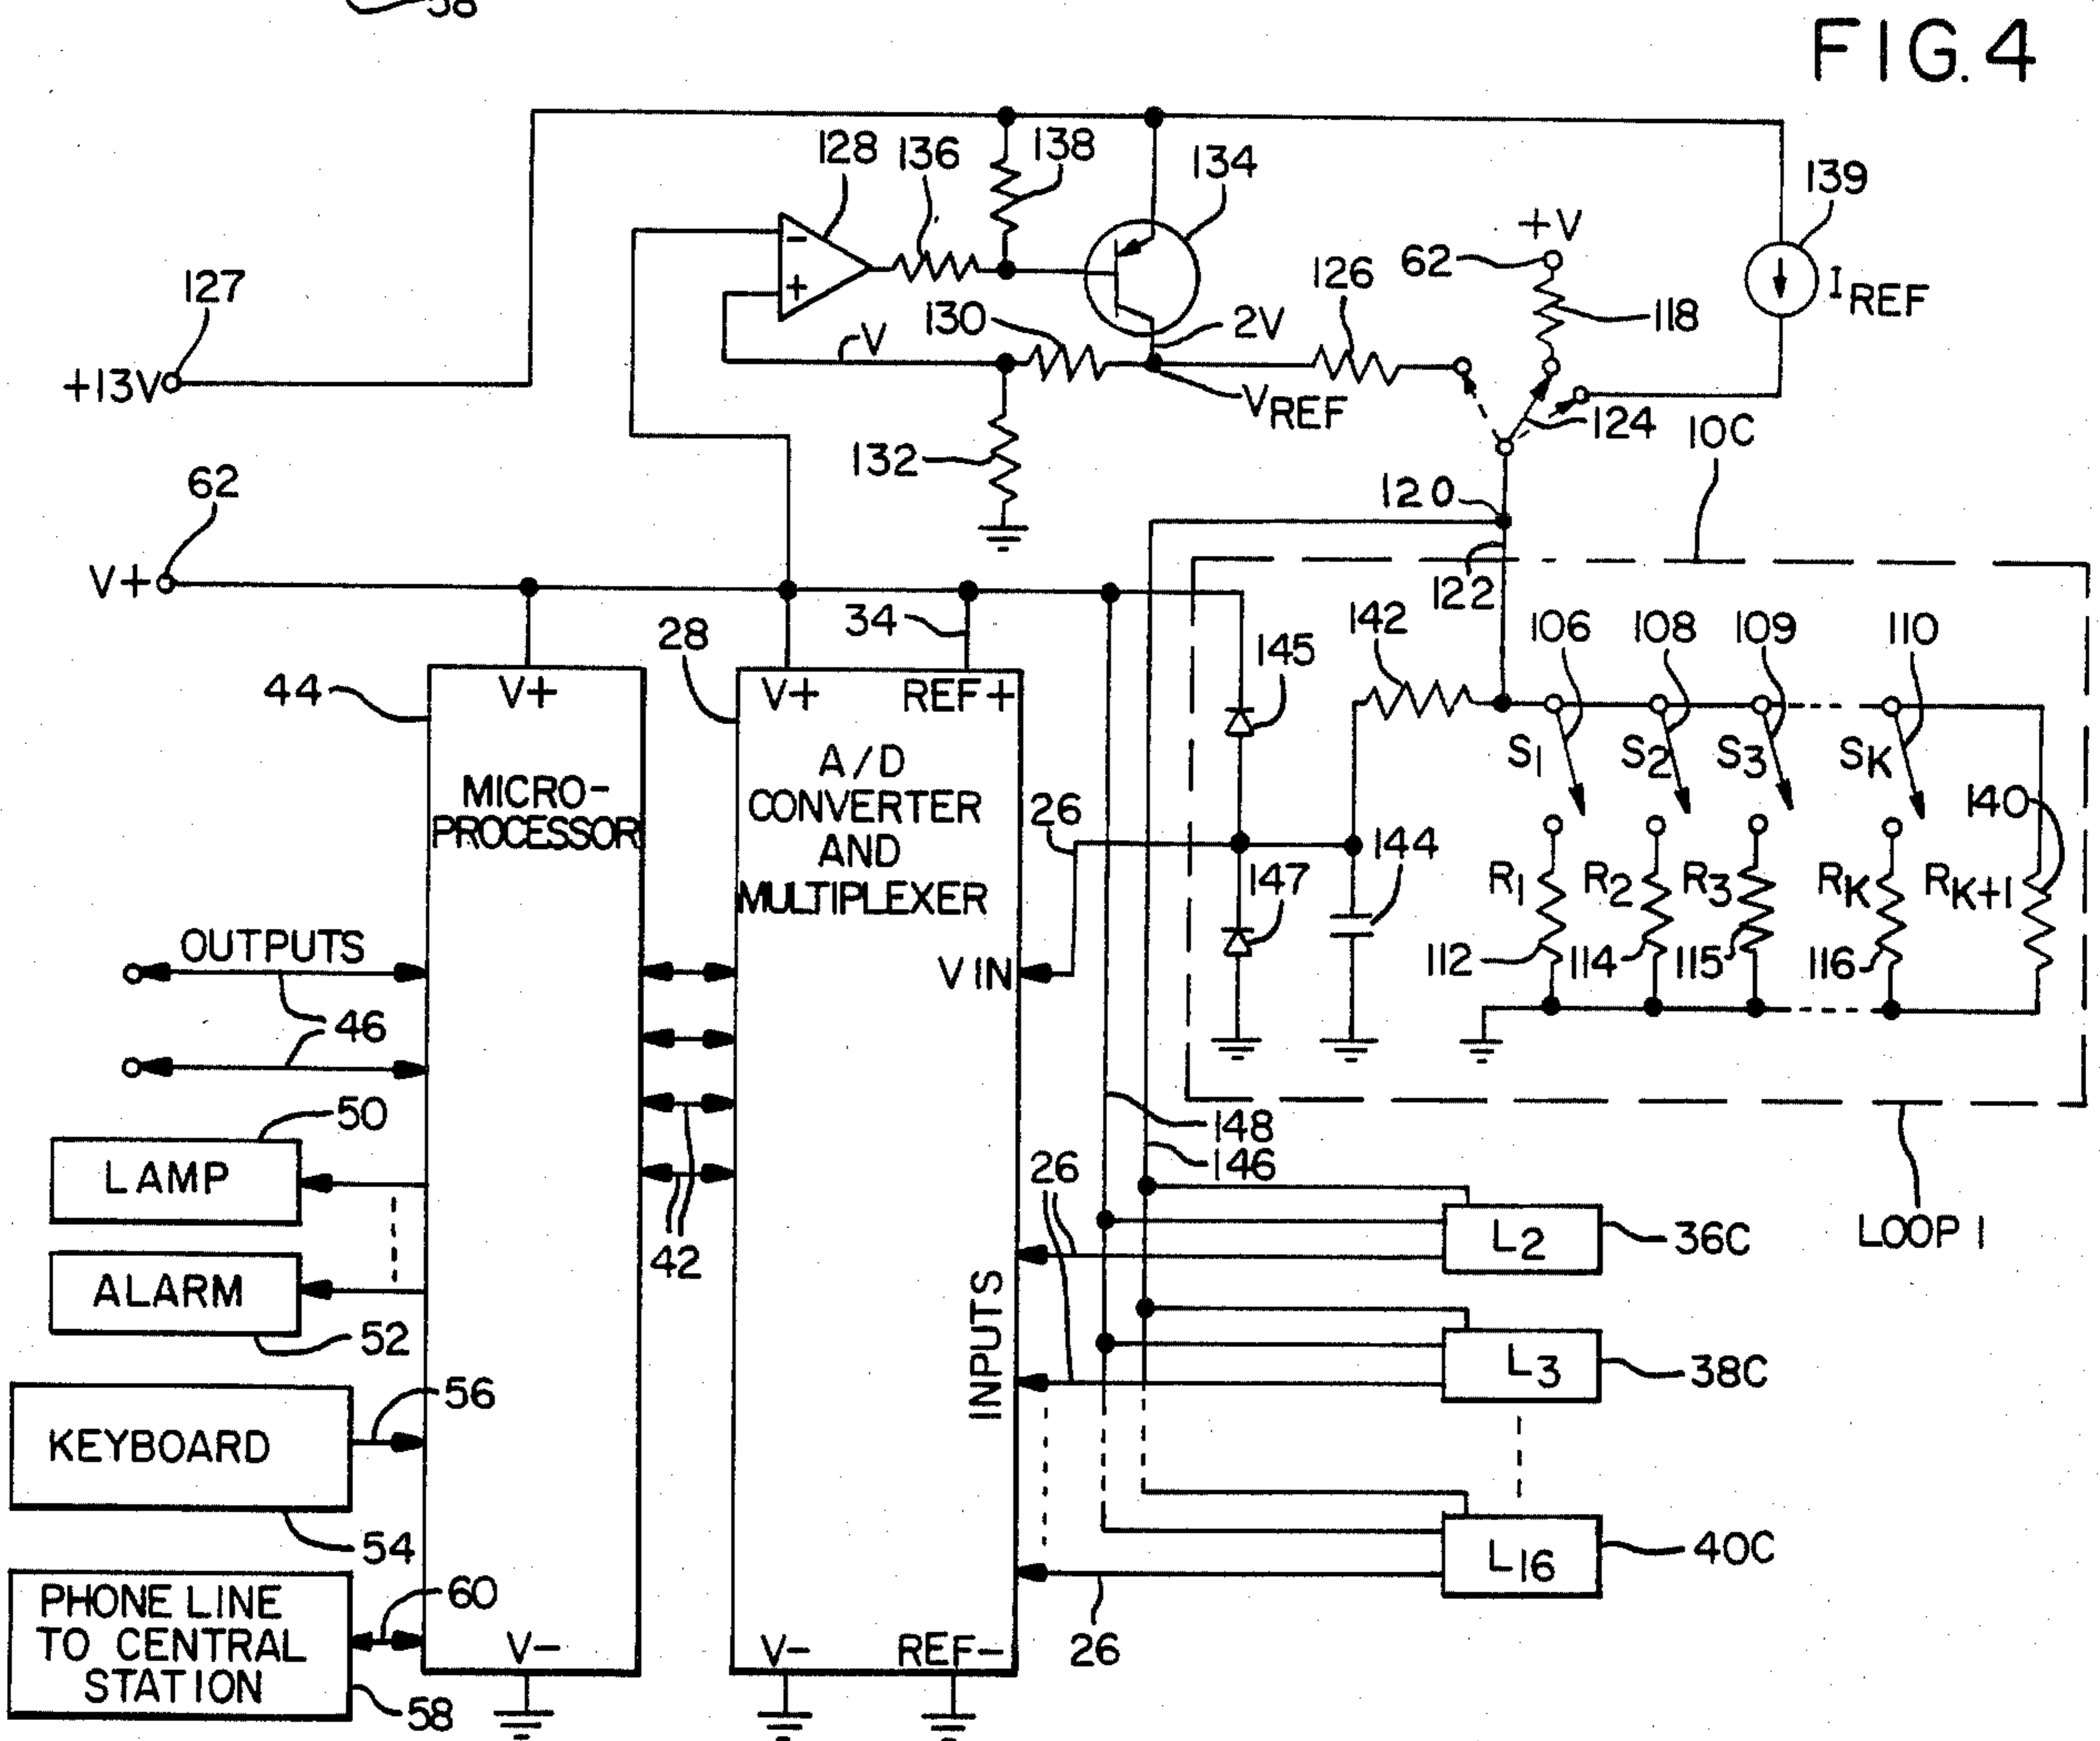 58
FIG. 4
128
136
138
134
139
+V
62
127
126
118
I REF
130
2V
V
+13V
V REF
124
10C
132
120
62
V+
122
142
106
108
109
110
34
28
145
44
V+
V+
REF+
S1
S2
S3
SK
A/D
CONVERTER
AND
MULTIPLEXER
MICRO-
PROCESSOR
26
140
144
147
R1
R2
R3
RK
RK+1
OUTPUTS
V IN
112
114
115
116
46
50
148
146
LAMP
26
42
L2
36C
LOOP 1
ALARM
52
INPUTS
L3
38C
56
KEYBOARD
54
L16
40C
PHONE LINE
TO CENTRAL
STATION
60
58
V-
V-
REF-
26